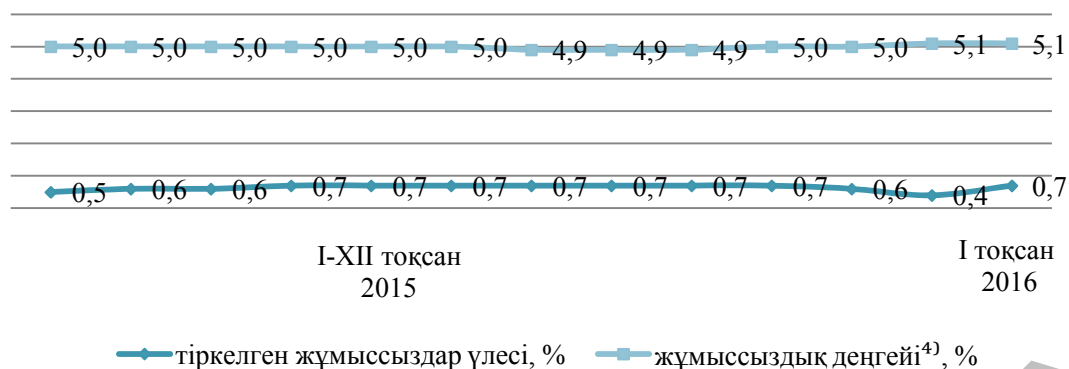 5,0 5,0 5,0 5,0 5,0 5,0 4,9 4,9 4,9 5,0 5,0 5,1 5,1
0,5 0,6 0,6 0,7 0,7 0,7 0,7 0,7 0,7 0,7 0,6 0,4 0,7
I-XII тоқсан
2015
I тоқсан
2016
тіркелген жұмыссыздар үлесі, %
жұмыссыздық деңгейі⁴⁾, %